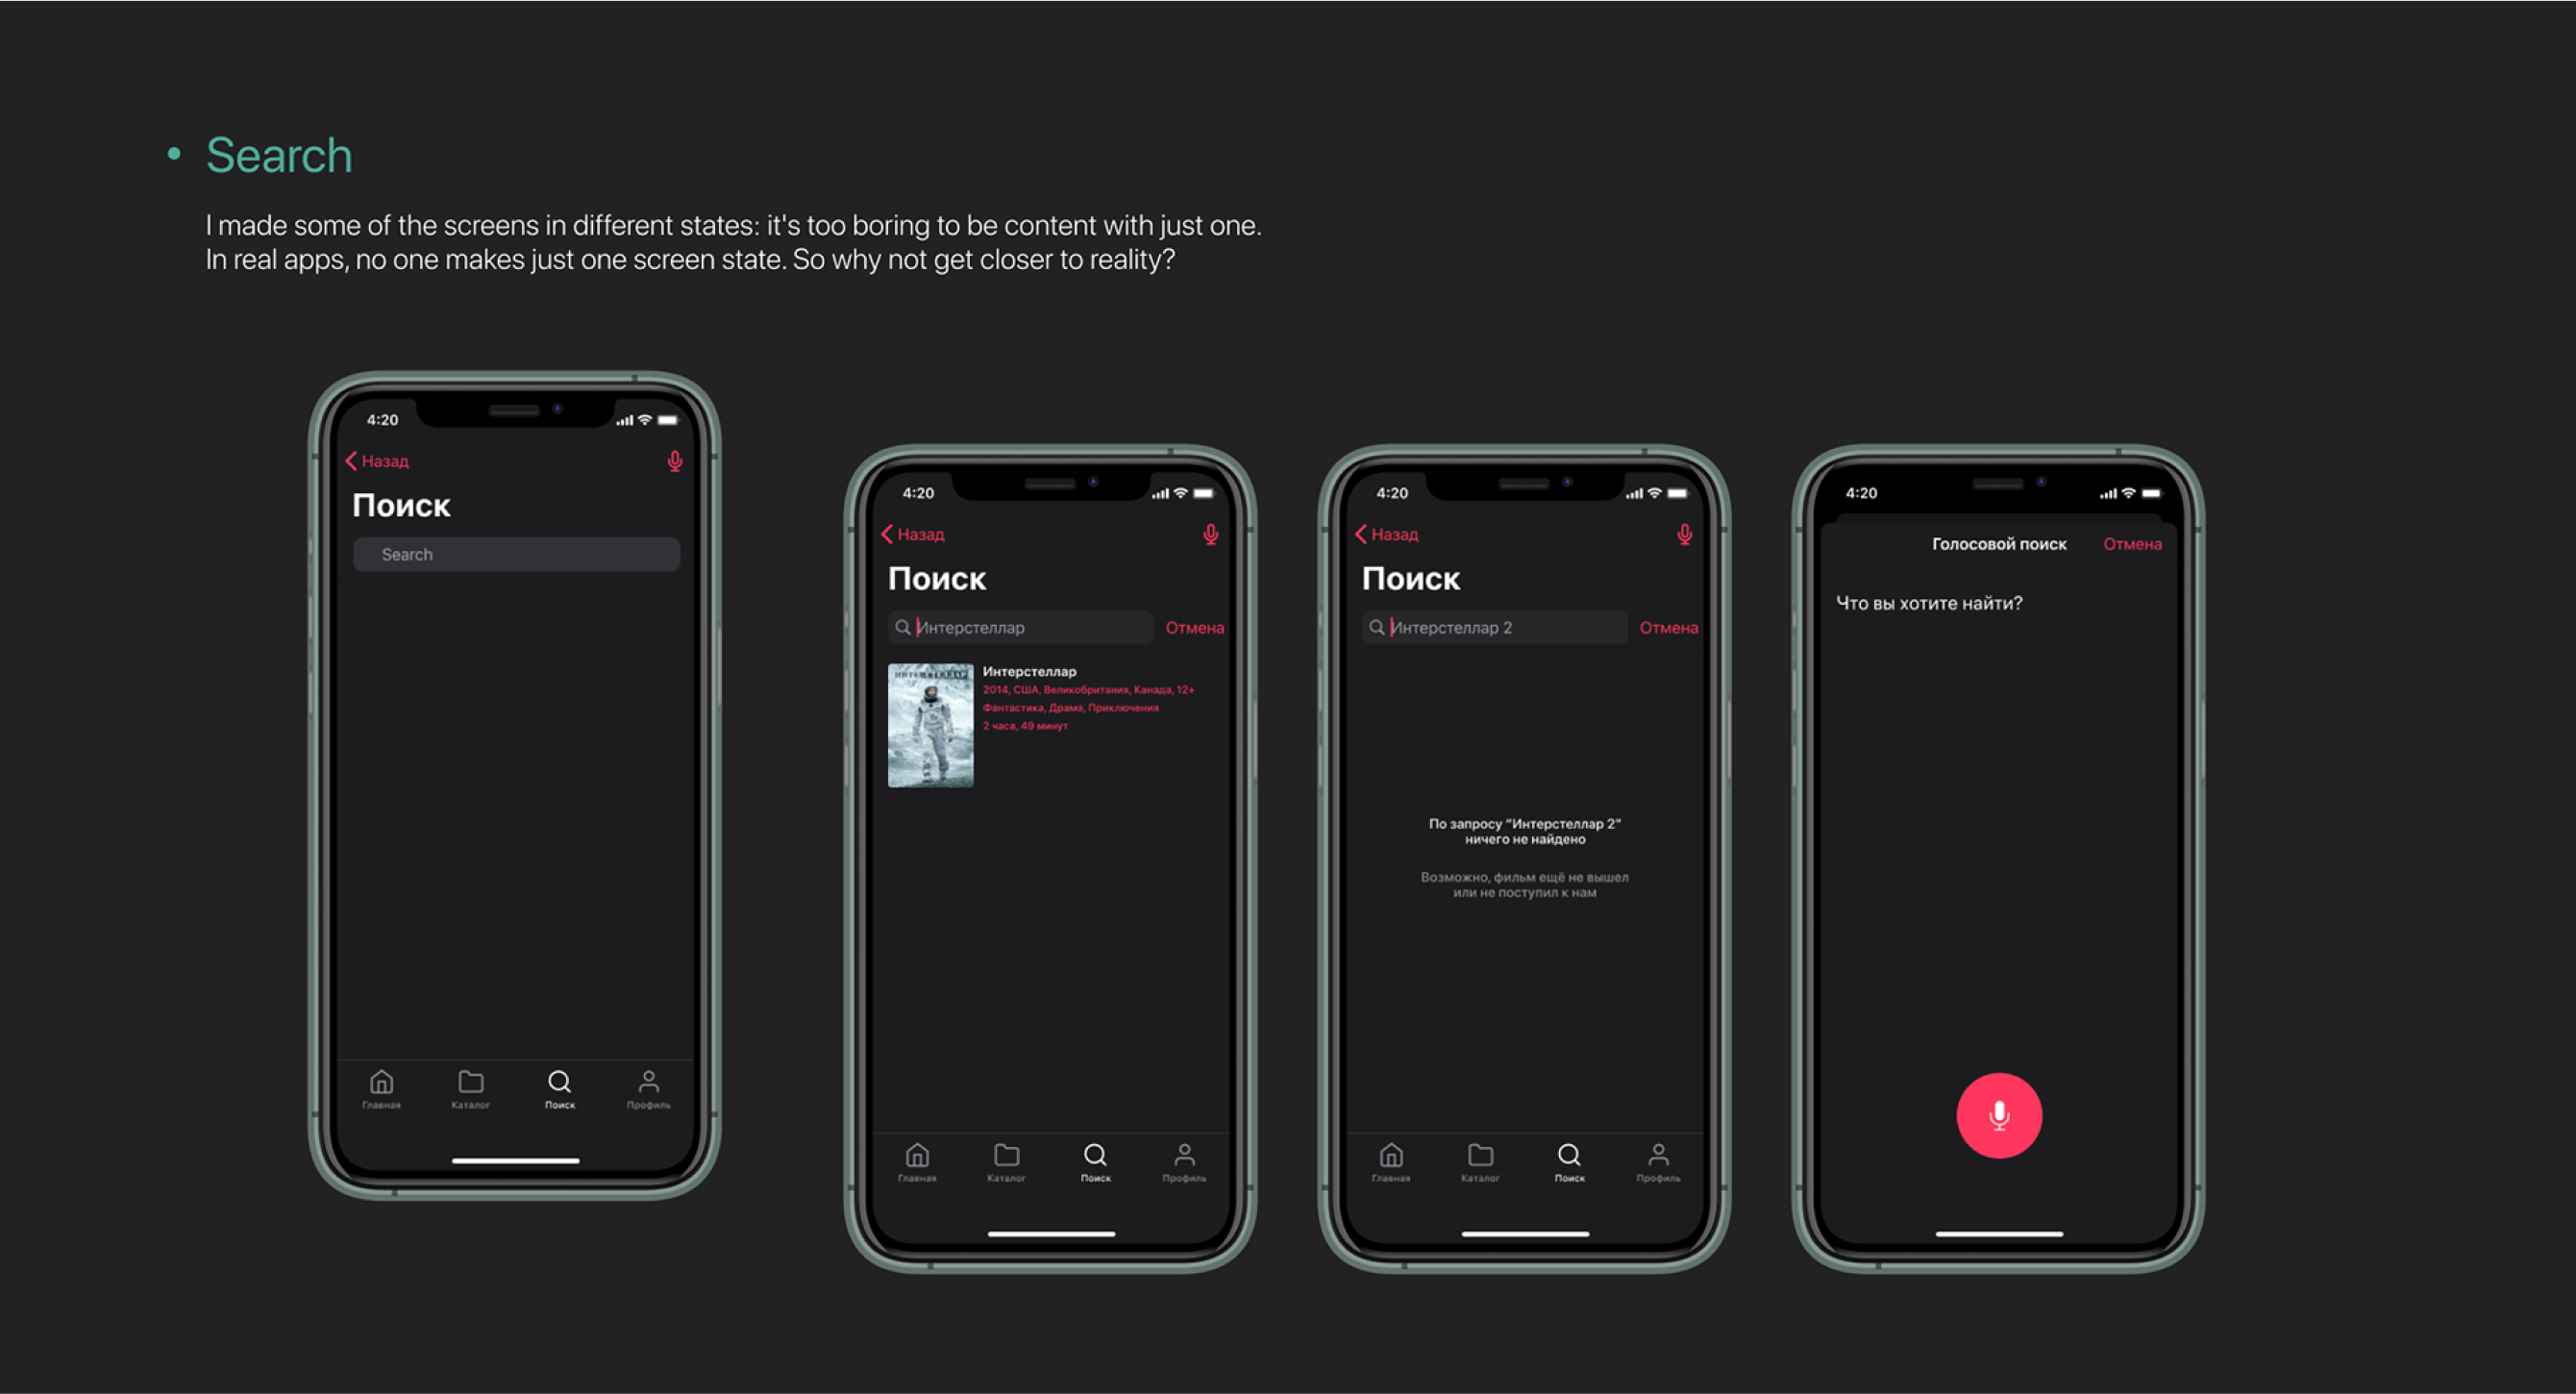 Search
I made some of the screens in different states: it's too boring to be content with just one.
In real apps, no one makes just one screen state. So why not get closer to reality?
4:20
Назад
Поиск
Search
Главная
Каталог
Поиск
Профиль
4:20
Назад
Поиск
Интерстеллар
Отмена
ИНТЕРСТЕЛЛАР
Интерстеллар
2014, США, Великобритания, Канада, 12+
Фантастика, Драма, Приключения
2 часа, 49 минут
Главная
Каталог
Поиск
Профиль
4:20
Назад
Поиск
Интерстеллар 2
Отмена
По запросу “Интерстеллар 2”
ничего не найдено
Возможно, фильм ещё не вышел
или не поступил к нам
Главная
Каталог
Поиск
Профиль
4:20
Голосовой поиск
Отмена
Что вы хотите найти?